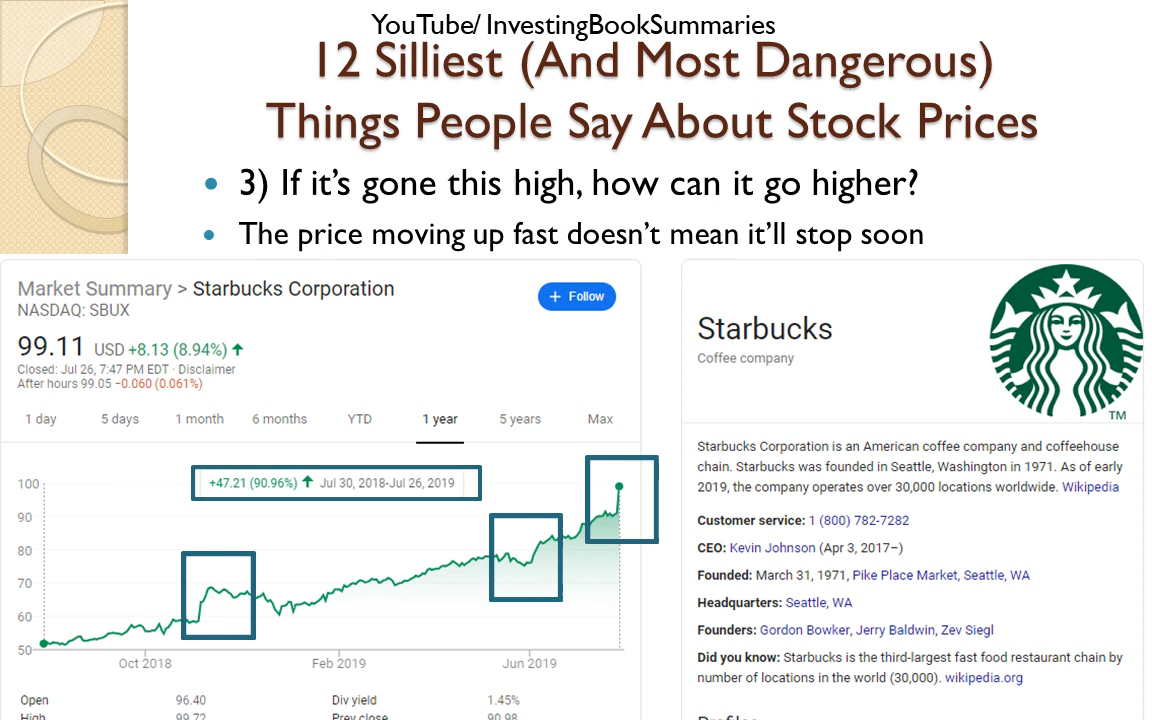 YouTube/ InvestingBookSummaries
12 Silliest (And Most Dangerous)
Things People Say About Stock Prices
3) If it's gone this high, how can it go higher?
The price moving up fast doesn't mean it'll stop soon
Market Summary > Starbucks Corporation
NASDAQ: SBUX
+ Follow
99.11 USD +8.13 (8.94%)
Closed: Jul 26, 7:47 PM EDT · Disclaimer
After hours 99.05 −0.060 (0.061%)
1 day 5 days 1 month 6 months YTD 1 year 5 years Max
+47.21 (90.96%) Jul 30, 2018-Jul 26, 2019
100
90
80
70
60
50
Oct 2018 Feb 2019 Jun 2019
Open 96.40 Div yield 1.45%
High 99.72 Prev close 90.98
Starbucks
Coffee company
TM
Starbucks Corporation is an American coffee company and coffeehouse
chain. Starbucks was founded in Seattle, Washington in 1971. As of early
2019, the company operates over 30,000 locations worldwide. Wikipedia
Customer service: 1 (800) 782-7282
CEO: Kevin Johnson (Apr 3, 2017–)
Founded: March 31, 1971, Pike Place Market, Seattle, WA
Headquarters: Seattle, WA
Founders: Gordon Bowker, Jerry Baldwin, Zev Siegl
Did you know: Starbucks is the third-largest fast food restaurant chain by
number of locations in the world (30,000). wikipedia.org